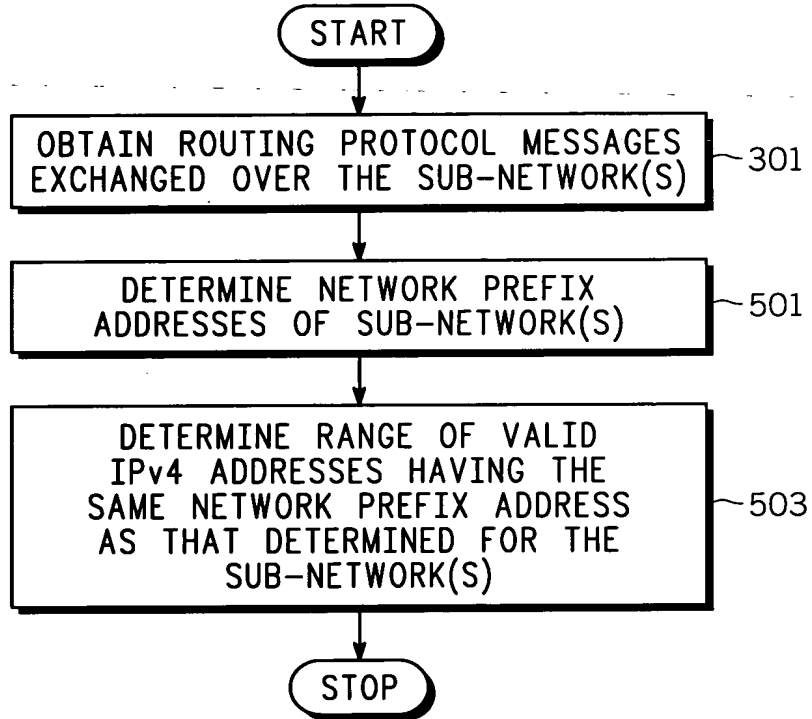 START
OBTAIN ROUTING PROTOCOL MESSAGES
EXCHANGED OVER THE SUB-NETWORK(S)
301
DETERMINE NETWORK PREFIX
ADDRESSES OF SUB-NETWORK(S)
501
DETERMINE RANGE OF VALID
IPv4 ADDRESSES HAVING THE
SAME NETWORK PREFIX ADDRESS
AS THAT DETERMINED FOR THE
SUB-NETWORK(S)
503
STOP